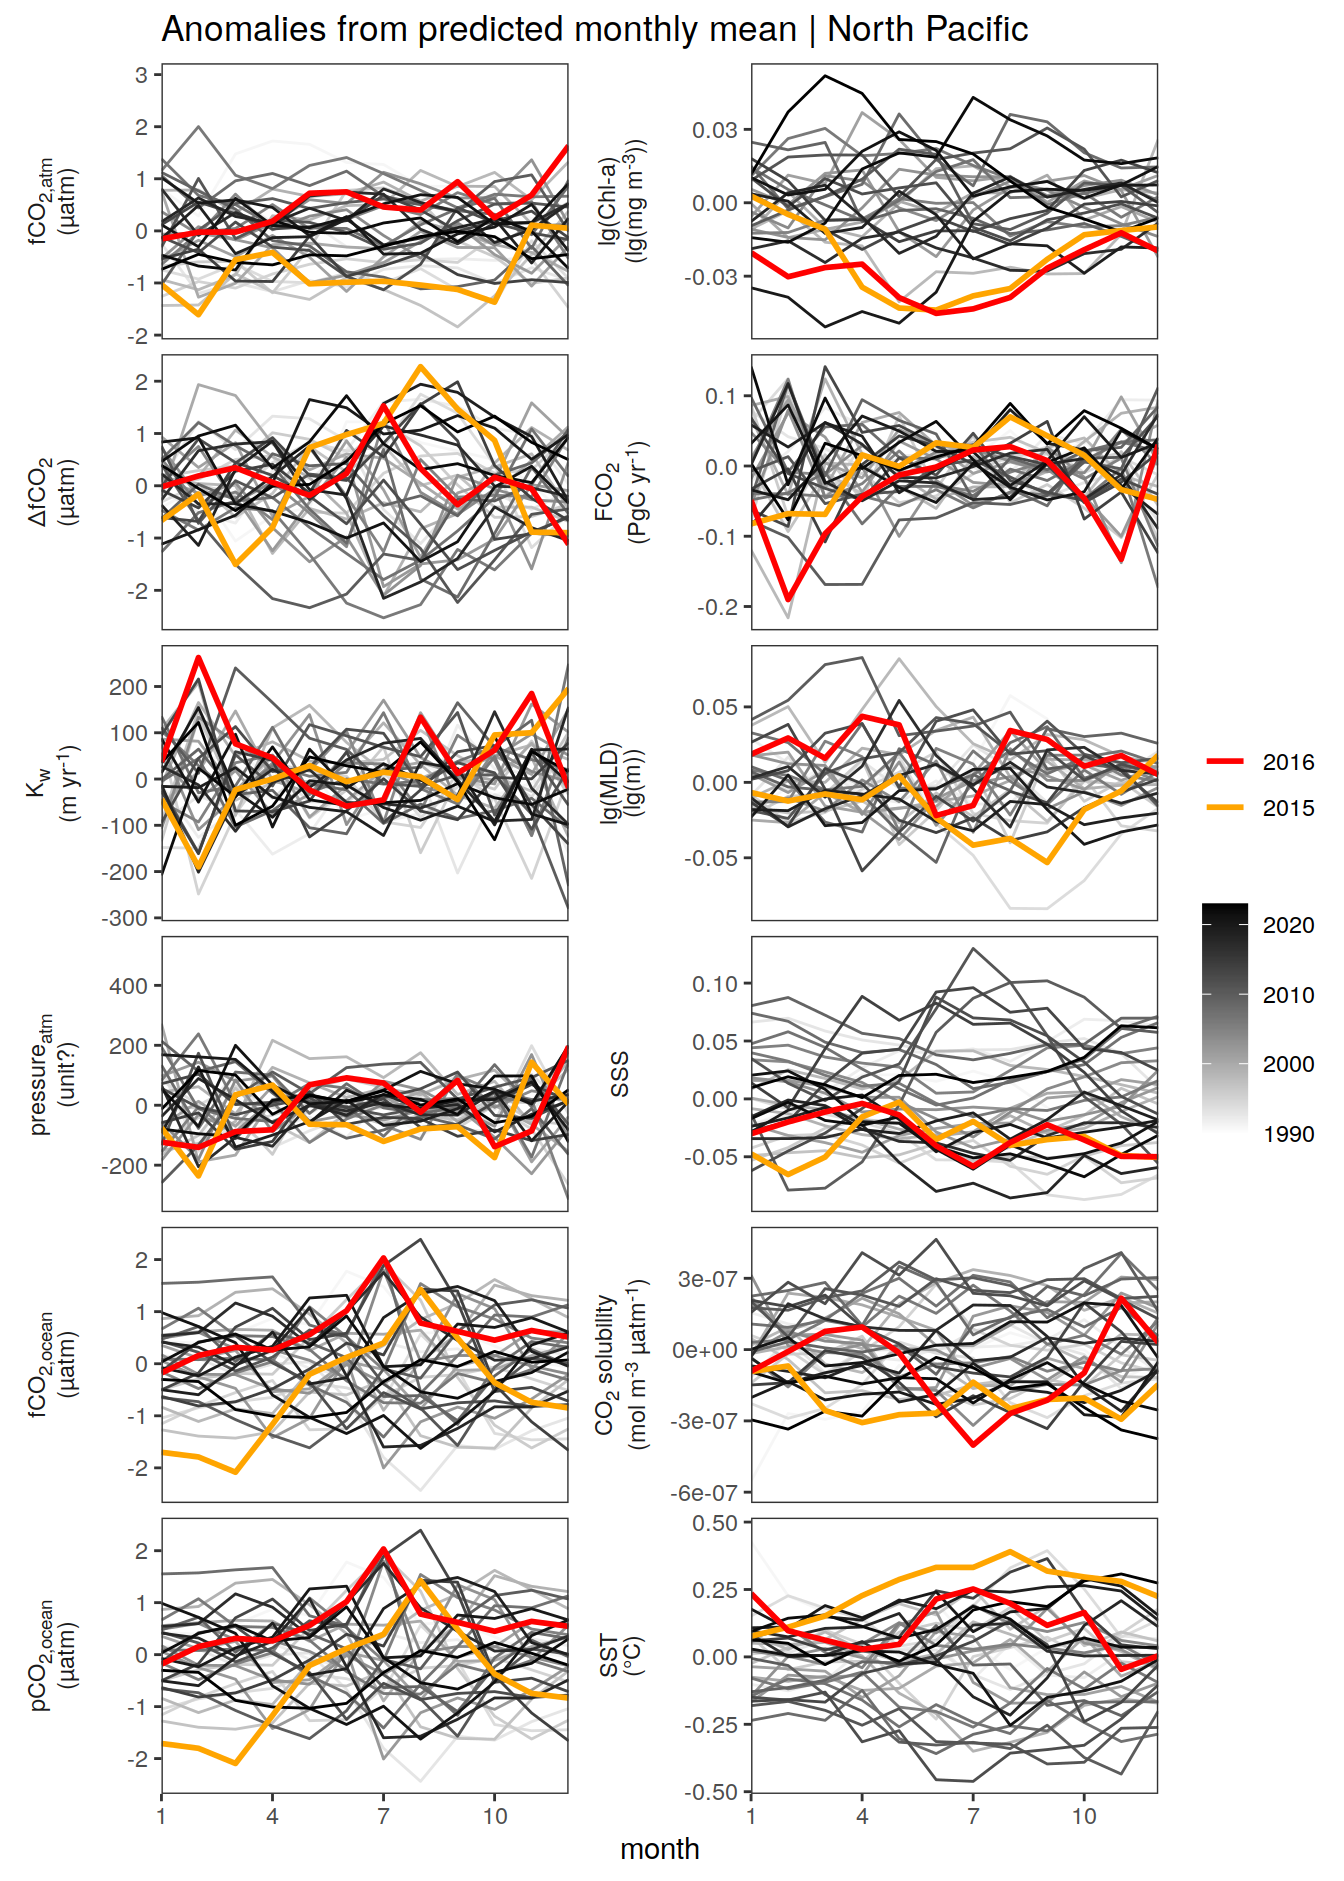 Anomalies from predicted monthly mean | North Pacific
fCO2,atm
(µatm)
3
2
1
0
-1
-2
lg(Chl-a)
(lg(mg m-3))
0.03
0.00
-0.03
ΔfCO2
(µatm)
2
1
0
-1
-2
FCO2
(PgC yr-1)
0.1
0.0
-0.1
-0.2
Kw
(m yr-1)
200
100
0
-100
-200
-300
lg(MLD)
(lg(m))
0.05
0.00
-0.05
pressureatm
(unit?)
400
200
0
-200
SSS
0.10
0.05
0.00
-0.05
fCO2,ocean
(µatm)
2
1
0
-1
-2
CO2 solubility
(mol m-3 µatm-1)
3e-07
0e+00
-3e-07
-6e-07
pCO2,ocean
(µatm)
2
1
0
-1
-2
SST
(°C)
0.50
0.25
0.00
-0.25
-0.50
1 4 7 10
1 4 7 10
month
2016
2015
2020
2010
2000
1990